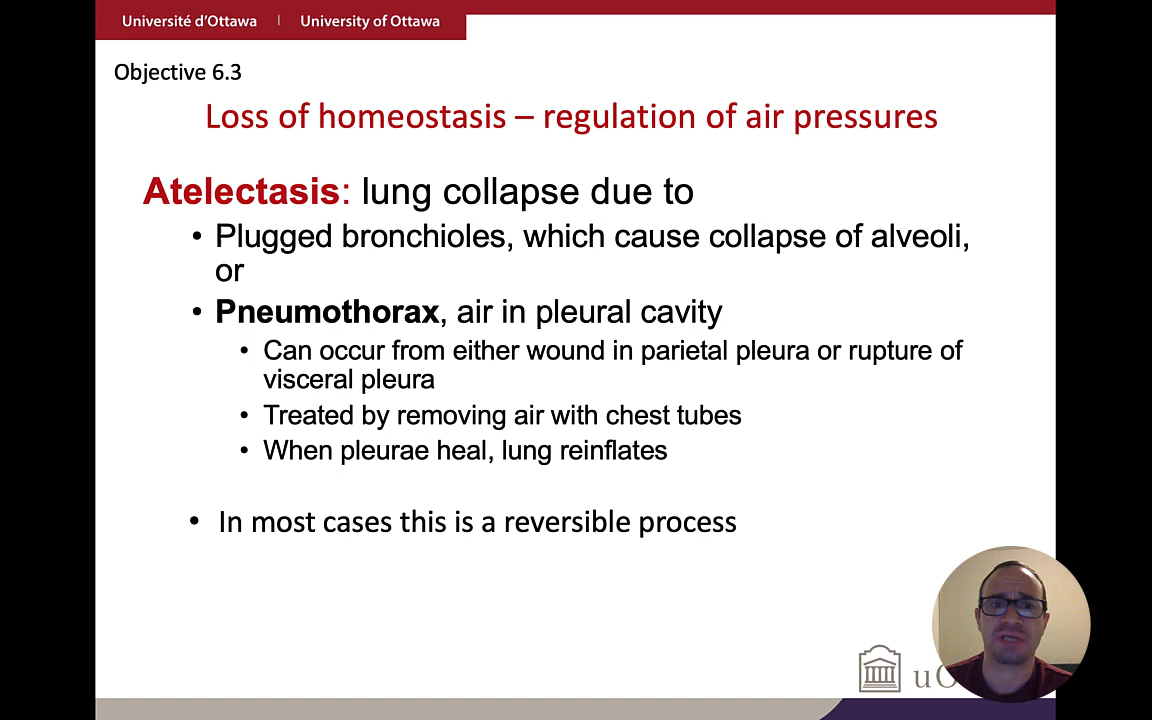 Université d'Ottawa | University of Ottawa
Objective 6.3
Loss of homeostasis – regulation of air pressures
Atelectasis: lung collapse due to
• Plugged bronchioles, which cause collapse of alveoli,
or
• Pneumothorax, air in pleural cavity
• Can occur from either wound in parietal pleura or rupture of
visceral pleura
• Treated by removing air with chest tubes
• When pleurae heal, lung reinflates
• In most cases this is a reversible process